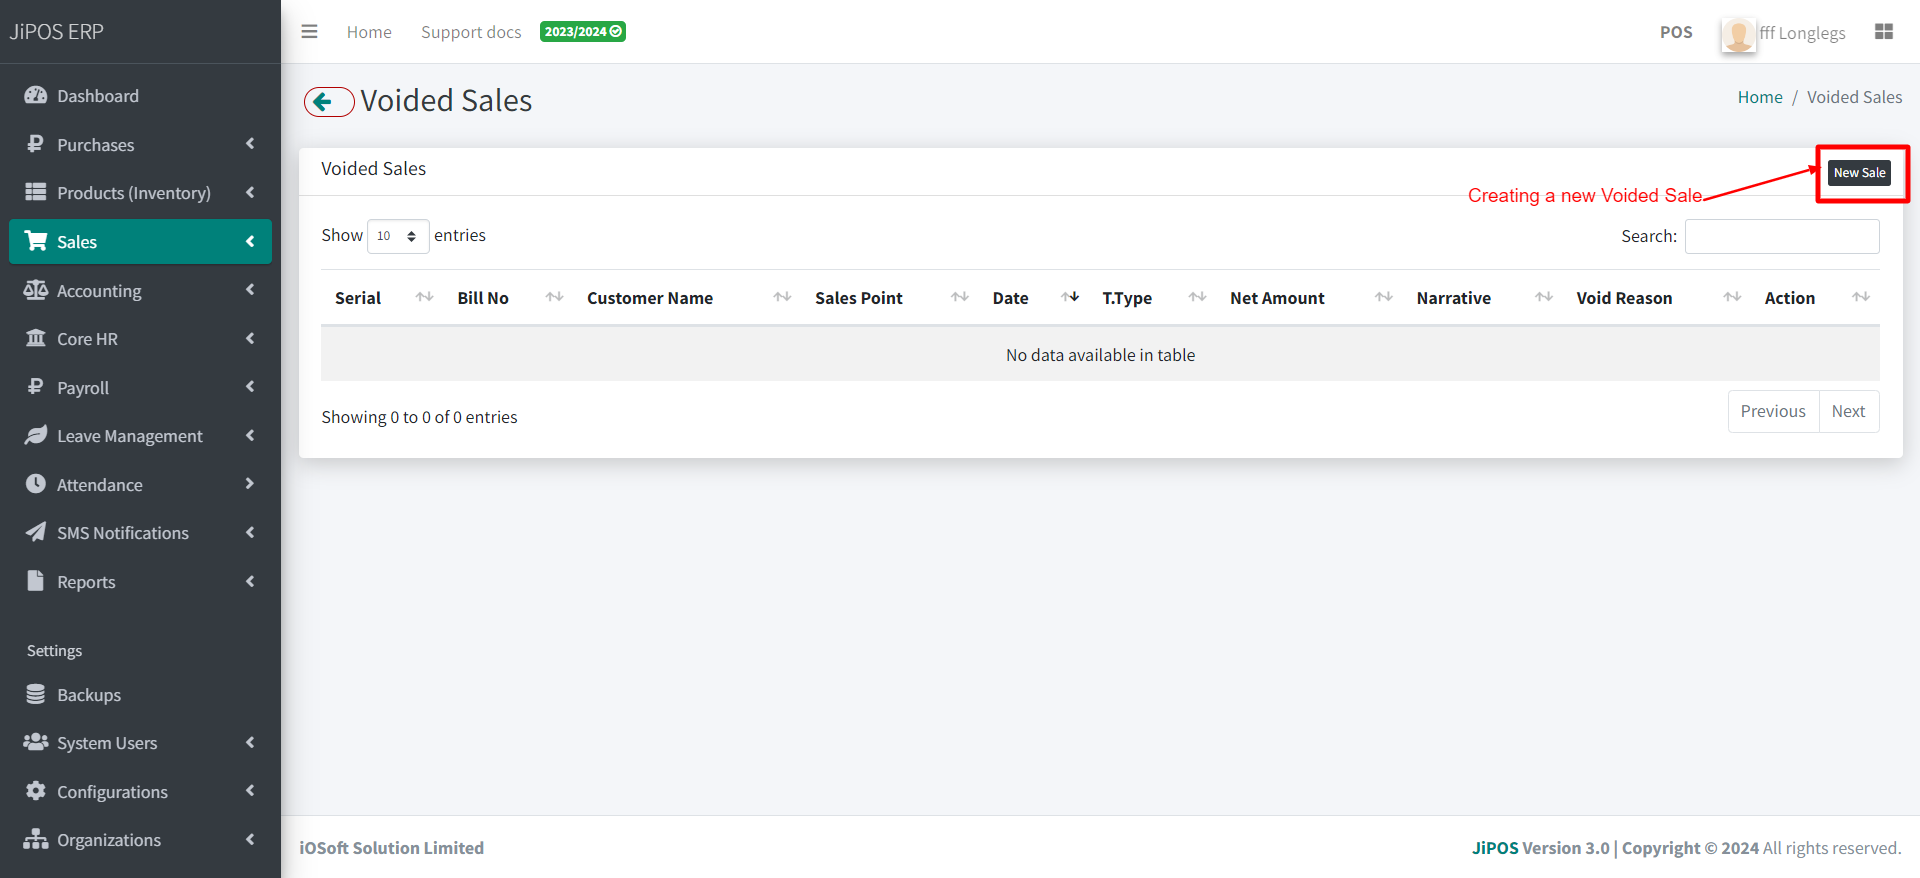 JiPOS ERP
Home
Support docs
2023/2024
POS
fff Longlegs
Dashboard
Purchases
Products (Inventory)
Sales
Accounting
Core HR
Payroll
Leave Management
Attendance
SMS Notifications
Reports
Settings
Backups
System Users
Configurations
Organizations
Voided Sales
Home / Voided Sales
Voided Sales
New Sale
Creating a new Voided Sale
Show 10 entries
Search:
Serial Bill No Customer Name Sales Point Date T.Type Net Amount Narrative Void Reason Action
No data available in table
Showing 0 to 0 of 0 entries
Previous Next
iOSoft Solution Limited
JiPOS Version 3.0 | Copyright © 2024 All rights reserved.